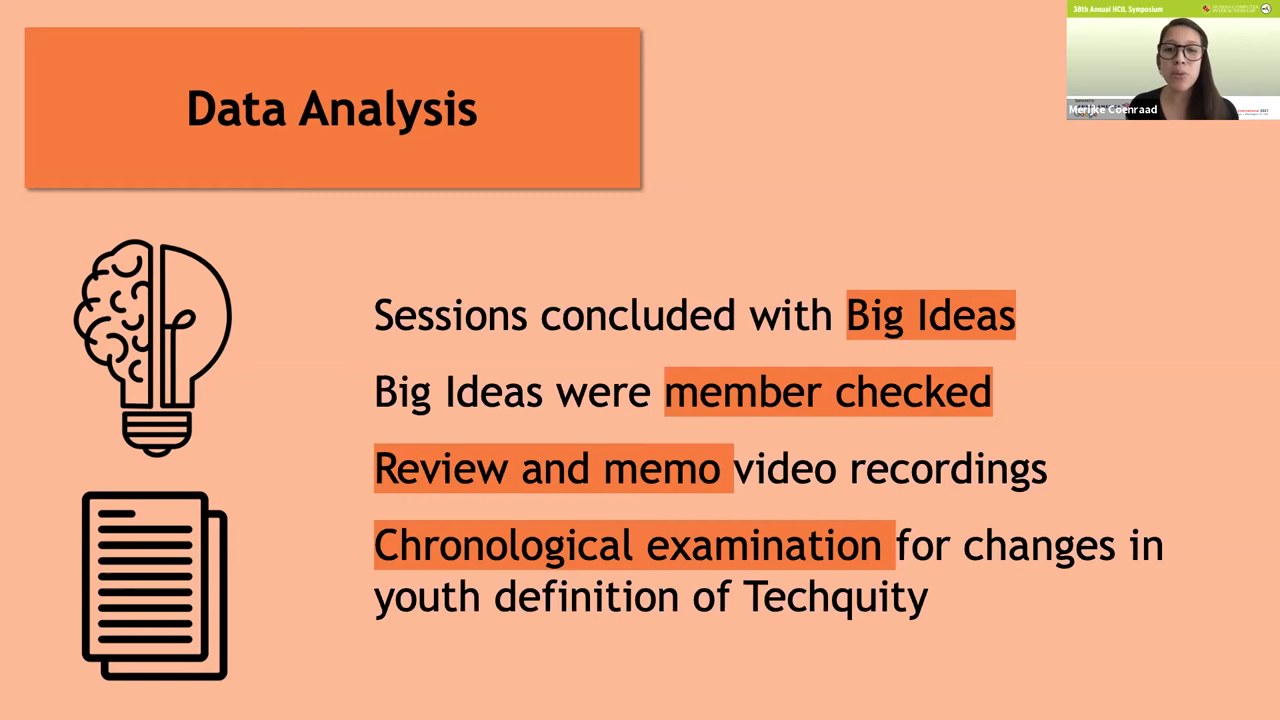 38th Annual HCIL Symposium
Merijke Coenraad
Data Analysis
Sessions concluded with Big Ideas
Big Ideas were member checked
Review and memo video recordings
Chronological examination for changes in
youth definition of Techquity